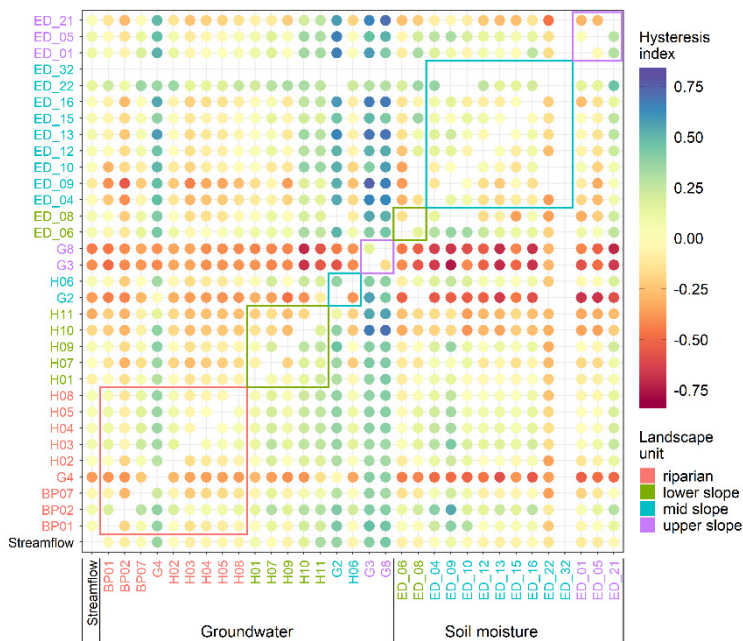 Hysteresis
index
0.75
0.50
0.25
0.00
-0.25
-0.50
-0.75
Landscape
unit
riparian
lower slope
mid slope
upper slope
ED_21
ED_05
ED_01
ED_32
ED_22
ED_16
ED_15
ED_13
ED_12
ED_10
ED_09
ED_04
ED_08
ED_06
G8
G3
H06
G2
H11
H10
H09
H07
H01
H08
H05
H04
H03
H02
G4
BP07
BP02
BP01
Streamflow
Streamflow
BP01
BP02
BP07
G4
H02
H03
H04
H05
H08
H01
H07
H09
H10
H11
G2
H06
G3
G8
ED_06
ED_08
ED_04
ED_09
ED_10
ED_12
ED_13
ED_15
ED_16
ED_22
ED_32
ED_01
ED_05
ED_21
Groundwater
Soil moisture